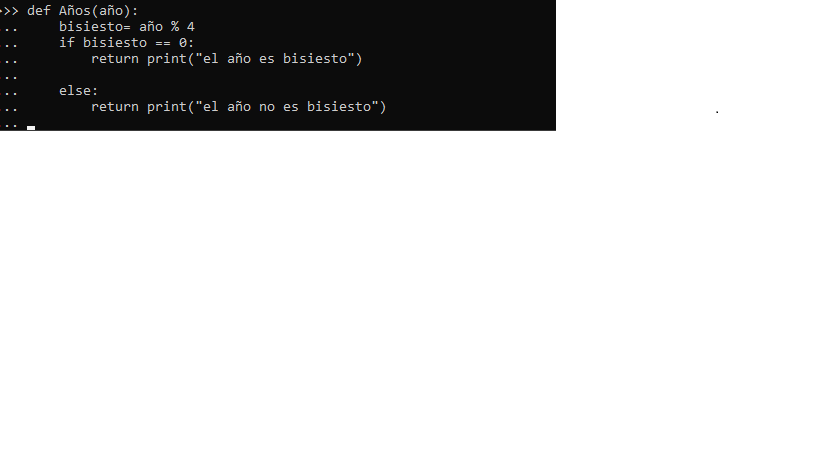 >>> def Años(año):
...     bisiesto= año % 4
...     if bisiesto == 0:
...         return print("el año es bisiesto")
...
...     else:
...         return print("el año no es bisiesto")
...